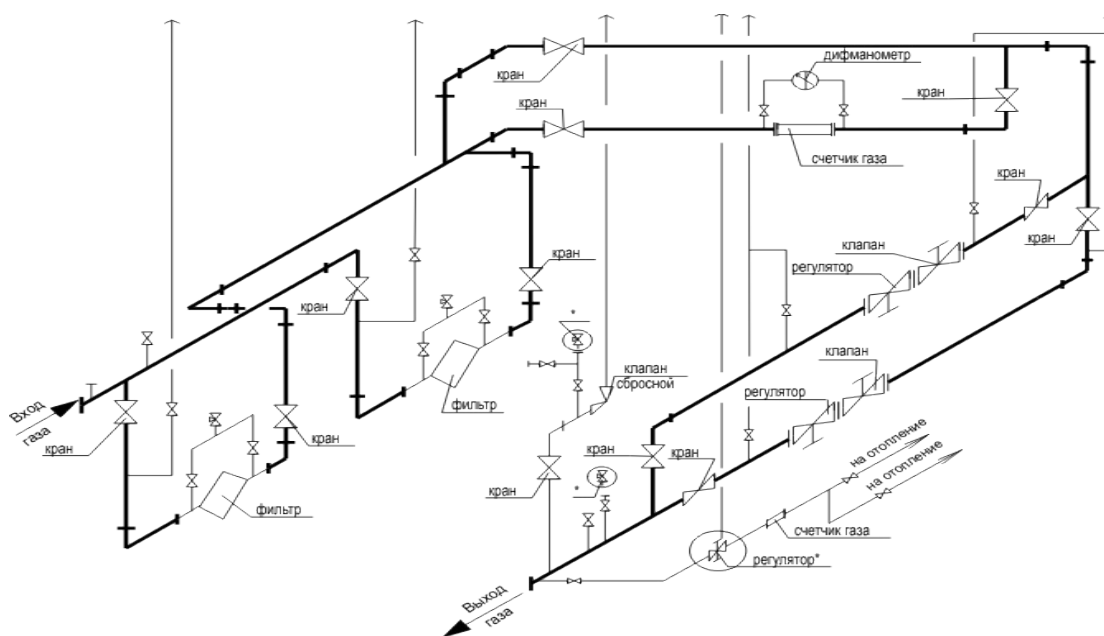 кран
дифманометр
кран
кран
счетчик газа
кран
кран
клапан
кран
регулятор
кран
*
клапан
сбросной
клапан
Вход
газа
фильтр
регулятор
кран
кран
кран
кран
на отопление
кран
*
на отопление
фильтр
счетчик газа
регулятор*
Выход
газа